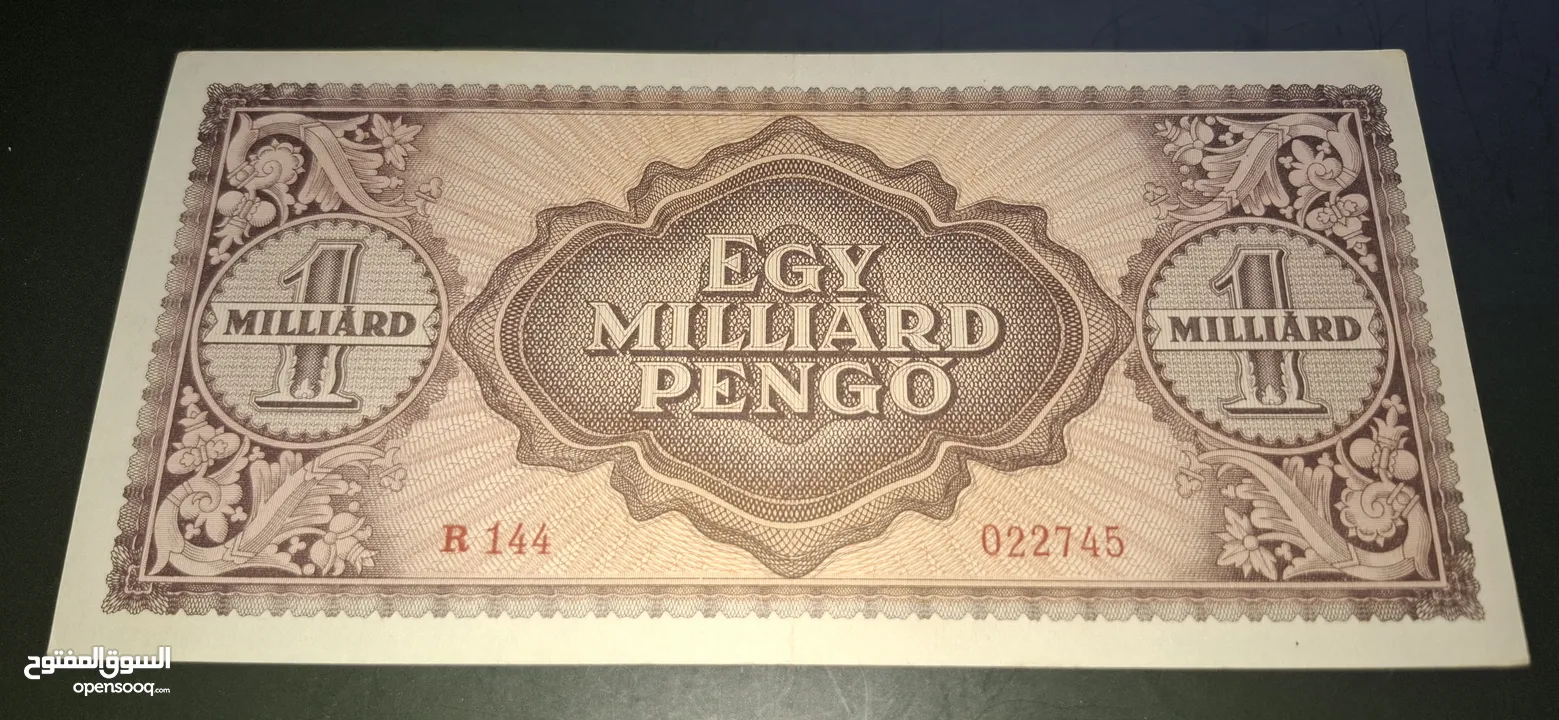 EGY
MILLIÁRD
PENGŐ
1
MILLIÁRD
1
MILLIÁRD
R 144
022745
السوق المفتوح
opensooq.com